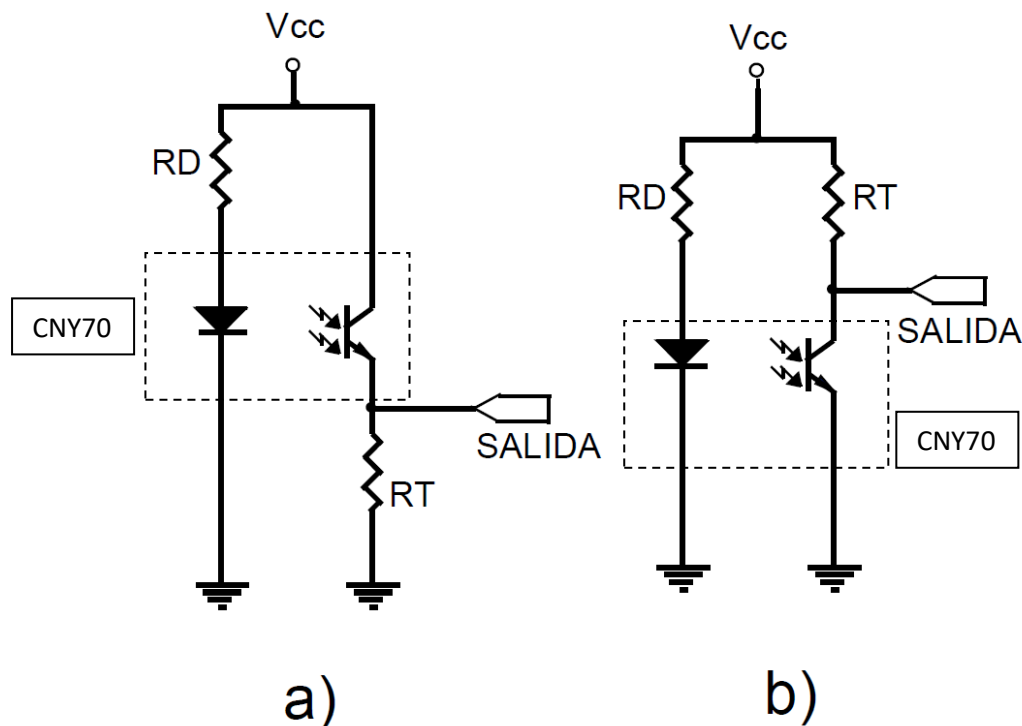 Vcc
RD
CNY70
SALIDA
RT
a)
Vcc
RD
RT
SALIDA
CNY70
b)